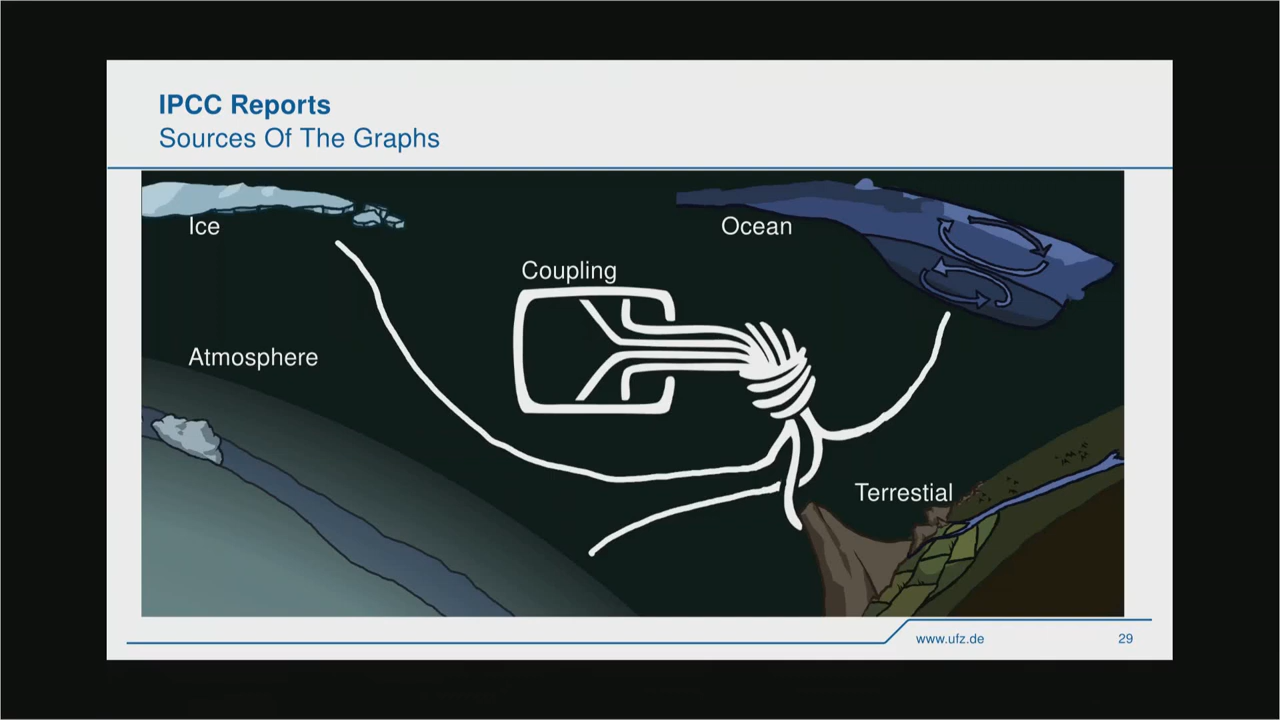 IPCC Reports
Sources Of The Graphs
Ice
Ocean
Coupling
Atmosphere
Terrestial
www.ufz.de
29